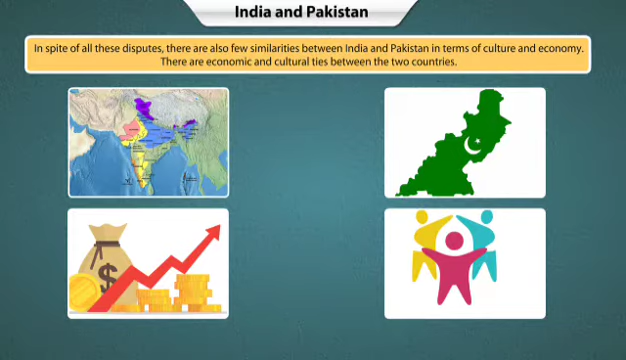 India and Pakistan
In spite of all these disputes, there are also few similarities between India and Pakistan in terms of culture and economy.
There are economic and cultural ties between the two countries.
$